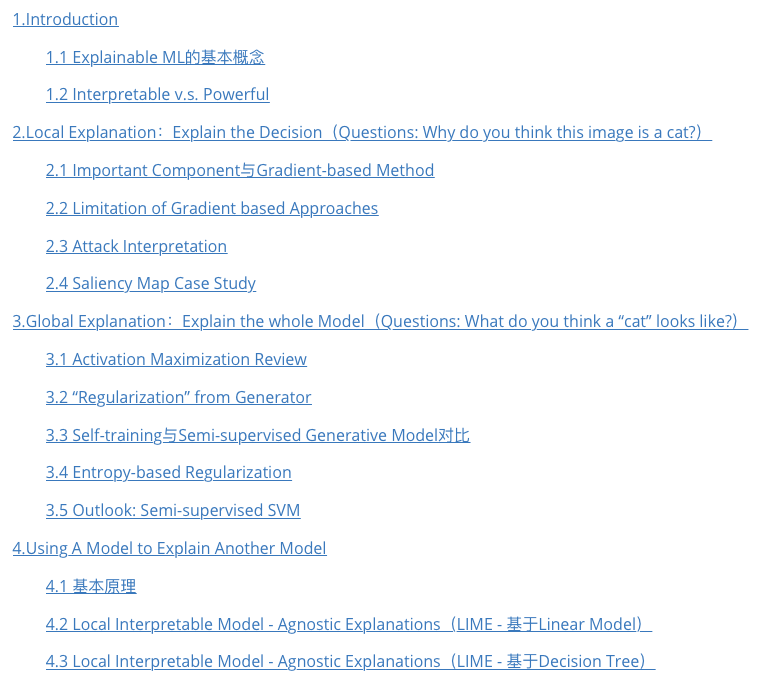 1.Introduction
1.1 Explainable ML的基本概念
1.2 Interpretable v.s. Powerful
2.Local Explanation：Explain the Decision（Questions: Why do you think this image is a cat?）
2.1 Important Component与Gradient-based Method
2.2 Limitation of Gradient based Approaches
2.3 Attack Interpretation
2.4 Saliency Map Case Study
3.Global Explanation：Explain the whole Model（Questions: What do you think a “cat” looks like?）
3.1 Activation Maximization Review
3.2 “Regularization” from Generator
3.3 Self-training与Semi-supervised Generative Model对比
3.4 Entropy-based Regularization
3.5 Outlook: Semi-supervised SVM
4.Using A Model to Explain Another Model
4.1 基本原理
4.2 Local Interpretable Model - Agnostic Explanations（LIME - 基于Linear Model）
4.3 Local Interpretable Model - Agnostic Explanations（LIME - 基于Decision Tree）